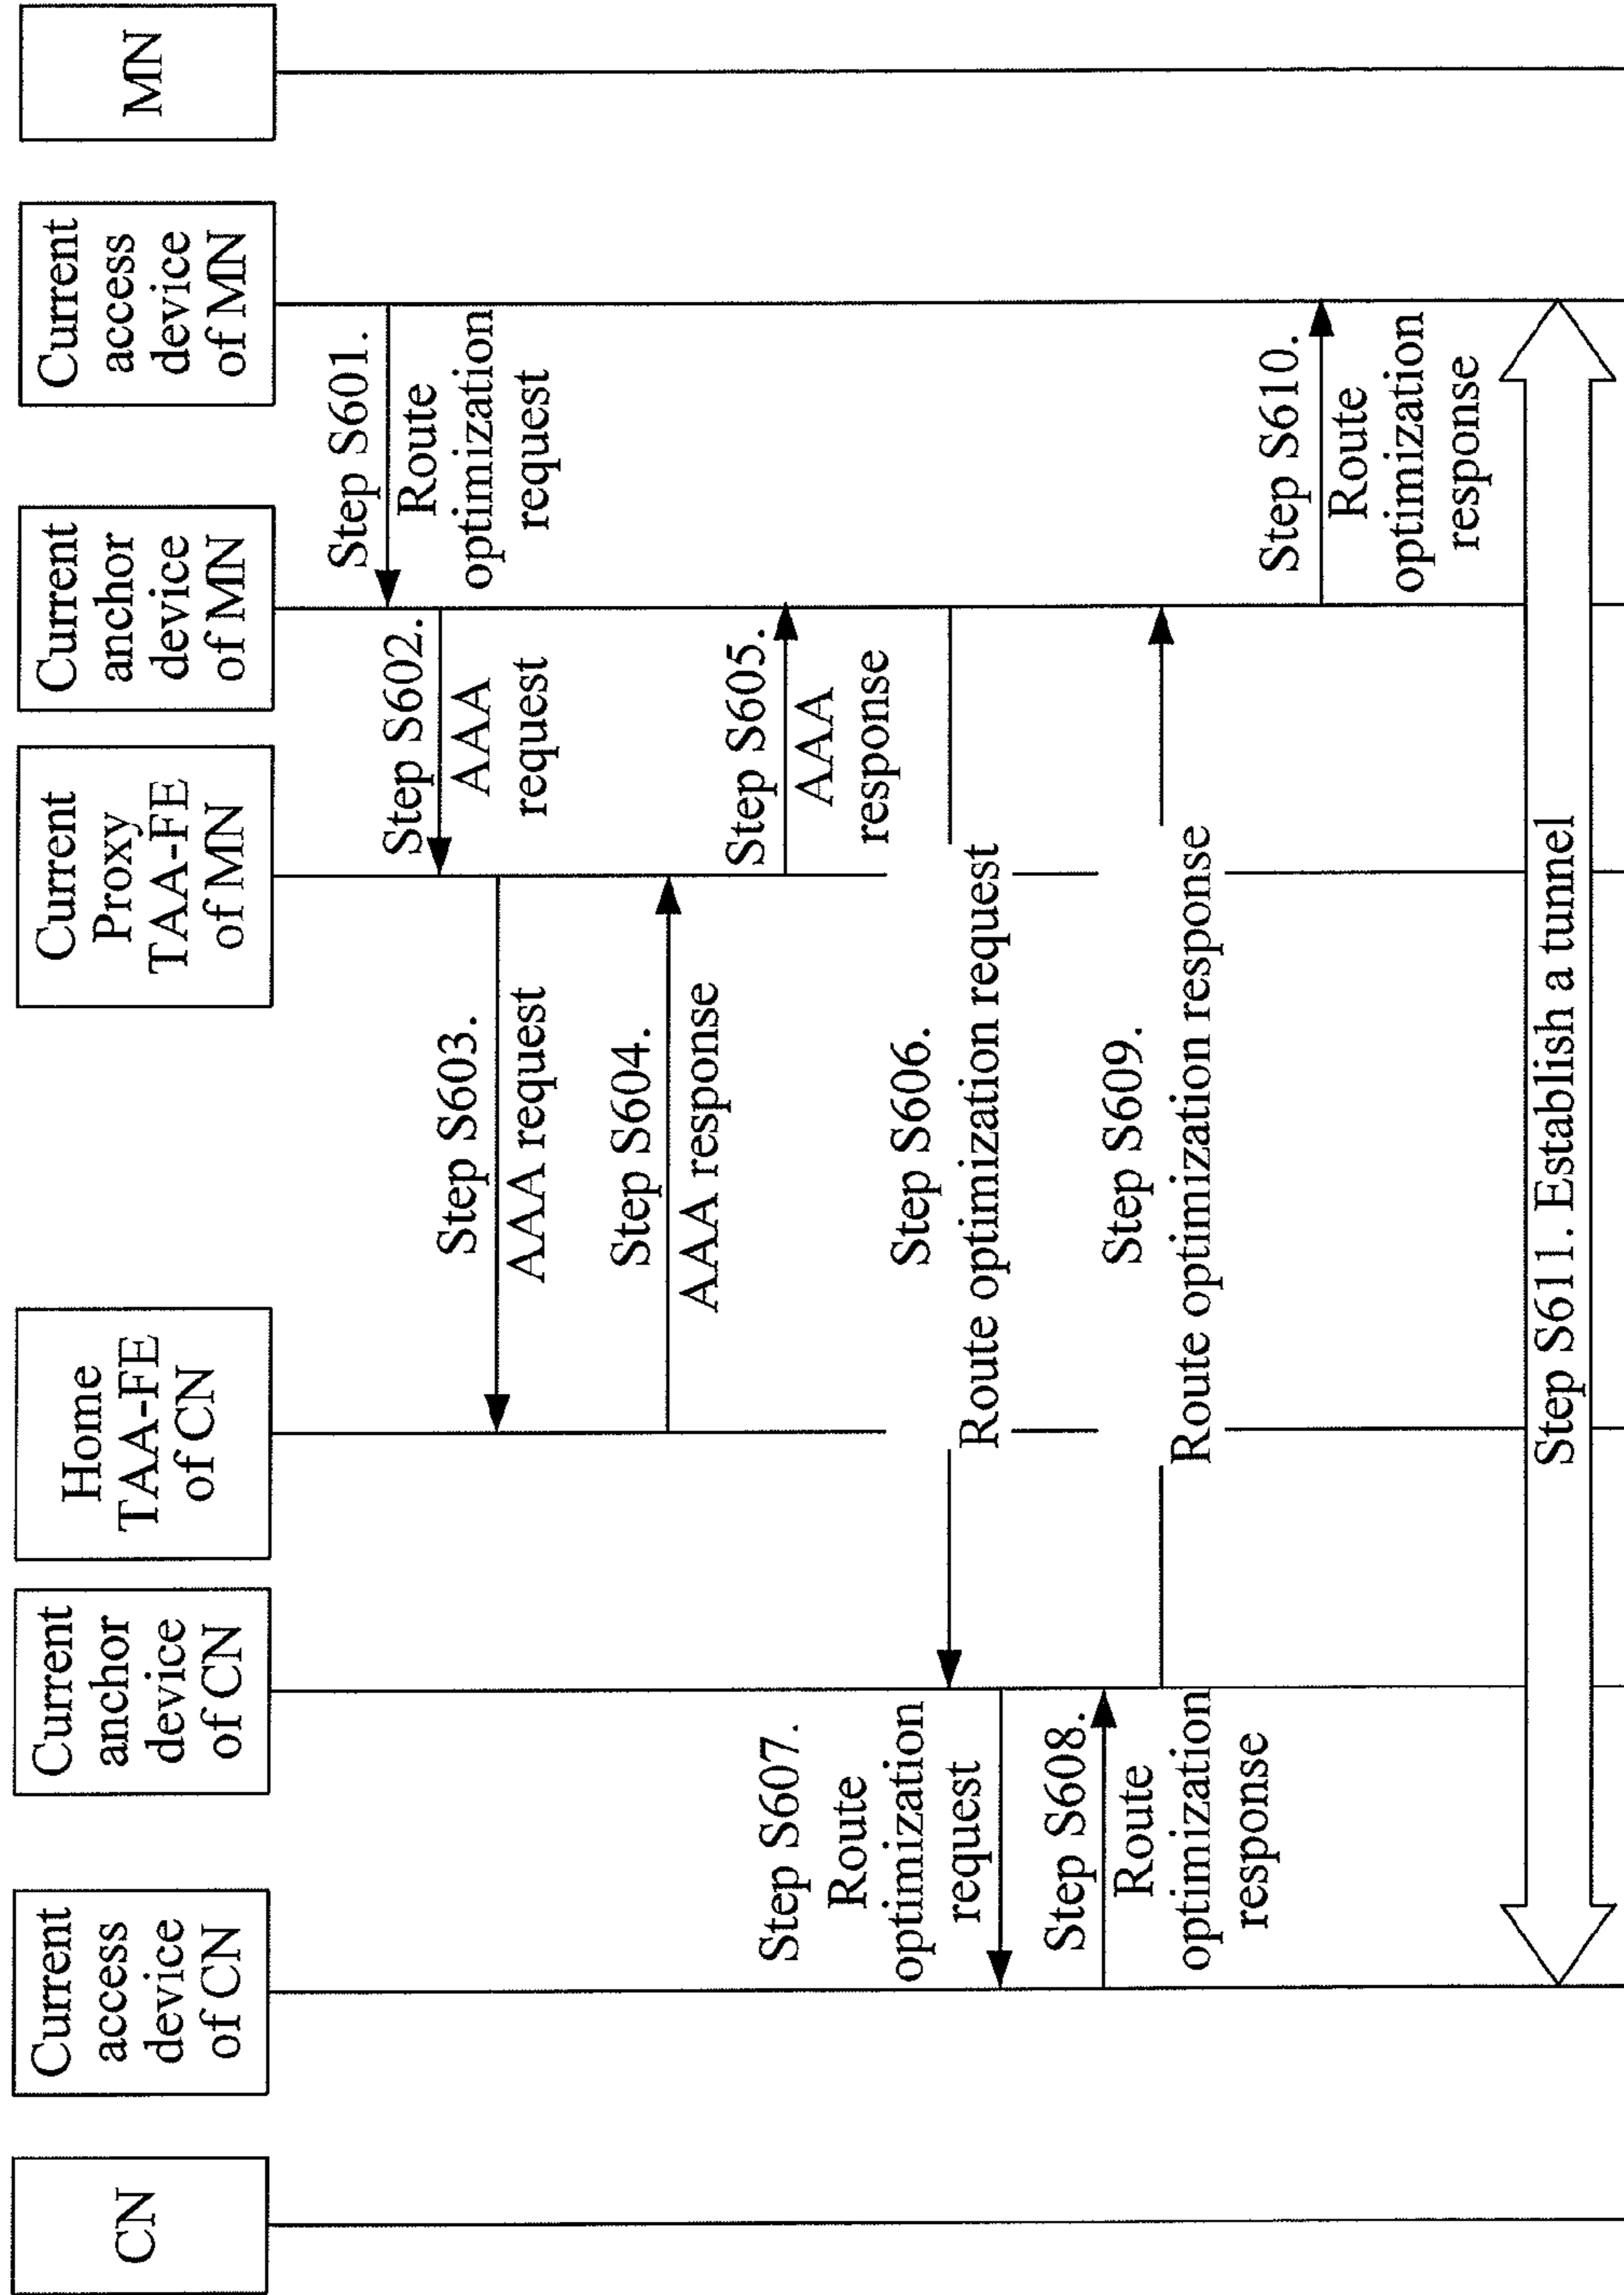 CN
Current
access
device
of CN
Current
anchor
device
of CN
Home
TAA-FE
of CN
Current
Proxy
TAA-FE
of MN
Current
anchor
device
of MN
Current
access
device
of MN
MN
Step S601.
Route
optimization
request
Step S602.
AAA
request
Step S603.
AAA request
Step S604.
AAA response
Step S605.
AAA
response
Step S606.
Route optimization request
Step S607.
Route
optimization
request
Step S608.
Route
optimization
response
Step S609.
Route optimization response
Step S610.
Route
optimization
response
Step S611. Establish a tunnel